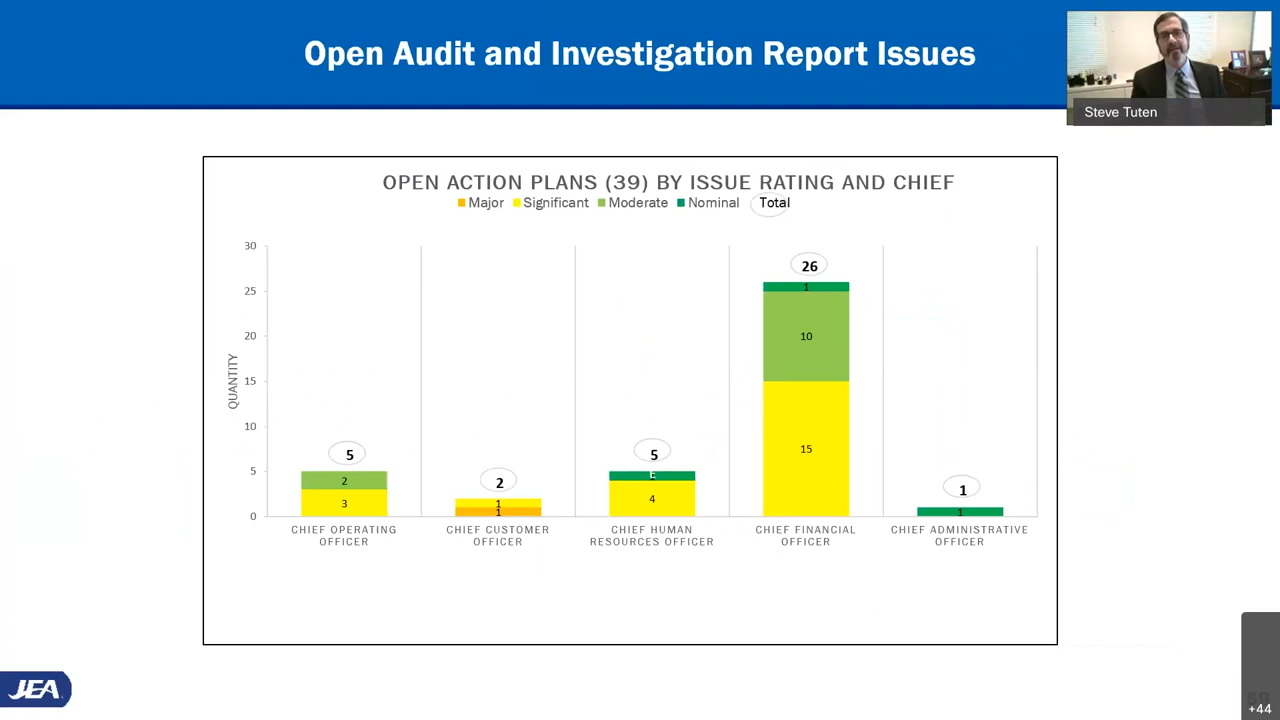 Open Audit and Investigation Report Issues
Steve Tuten
OPEN ACTION PLANS (39) BY ISSUE RATING AND CHIEF
Major Significant Moderate Nominal Total
QUANTITY
30
25
20
15
10
5
0
5
2
3
2
1
1
5
4
26
1
10
15
1
1
CHIEF OPERATING
OFFICER
CHIEF CUSTOMER
OFFICER
CHIEF HUMAN
RESOURCES OFFICER
CHIEF FINANCIAL
OFFICER
CHIEF ADMINISTRATIVE
OFFICER
JEA
+44